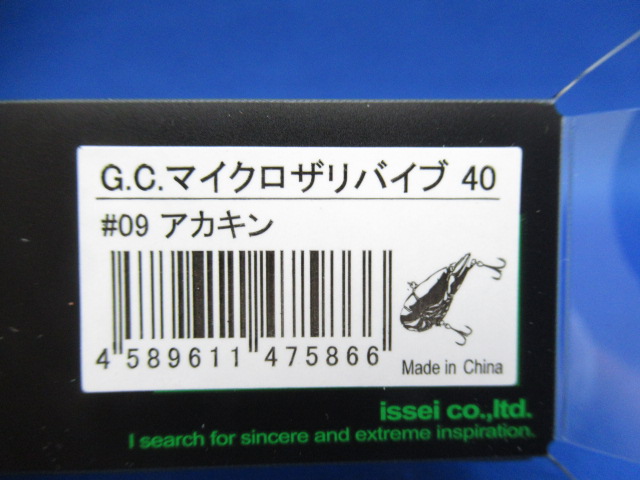 G.C.マイクロザリバイブ 40
#09 アカキン
4 589611 475866
Made in China
issei co.,ltd.
I search for sincere and extreme inspiration.